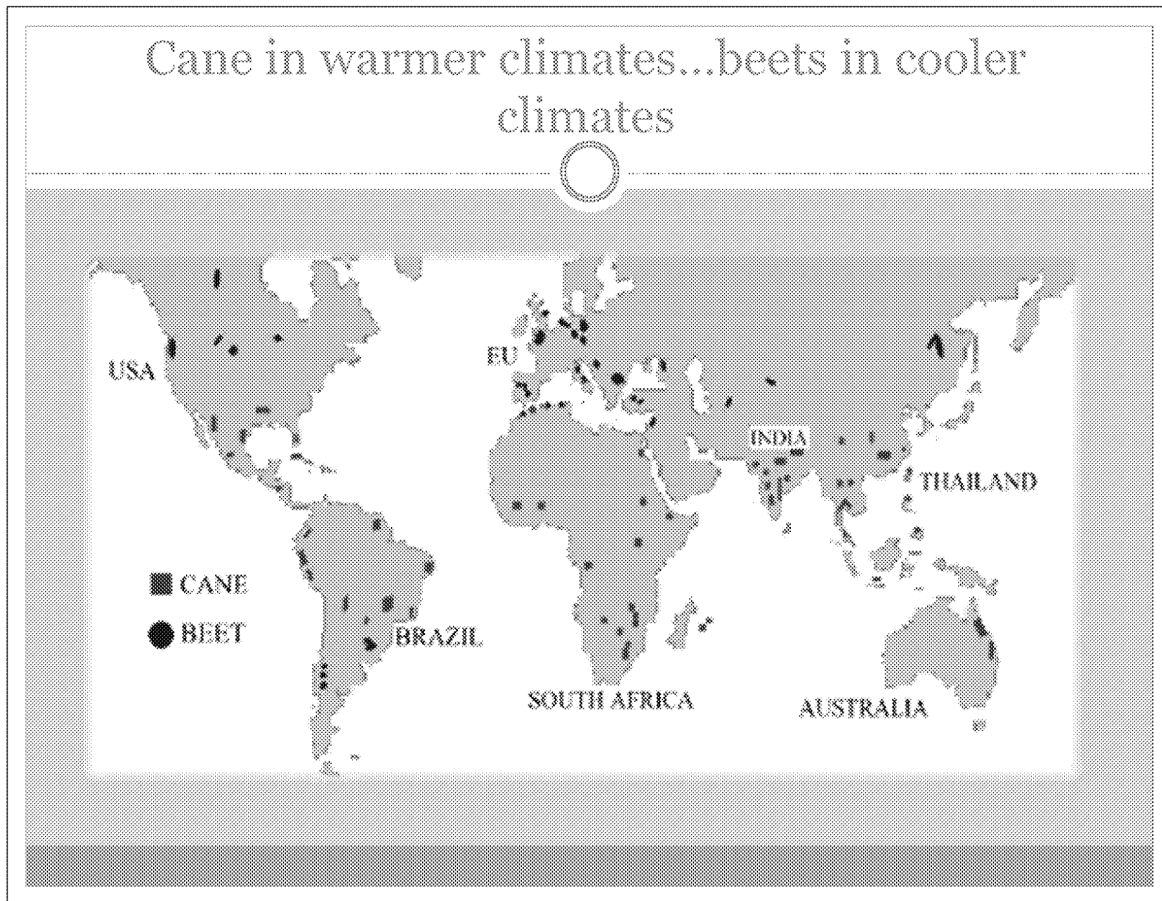 Cane in warmer climates...beets in cooler
climates
USA
EU
INDIA
THAILAND
CANE
BEET
BRAZIL
SOUTH AFRICA
AUSTRALIA